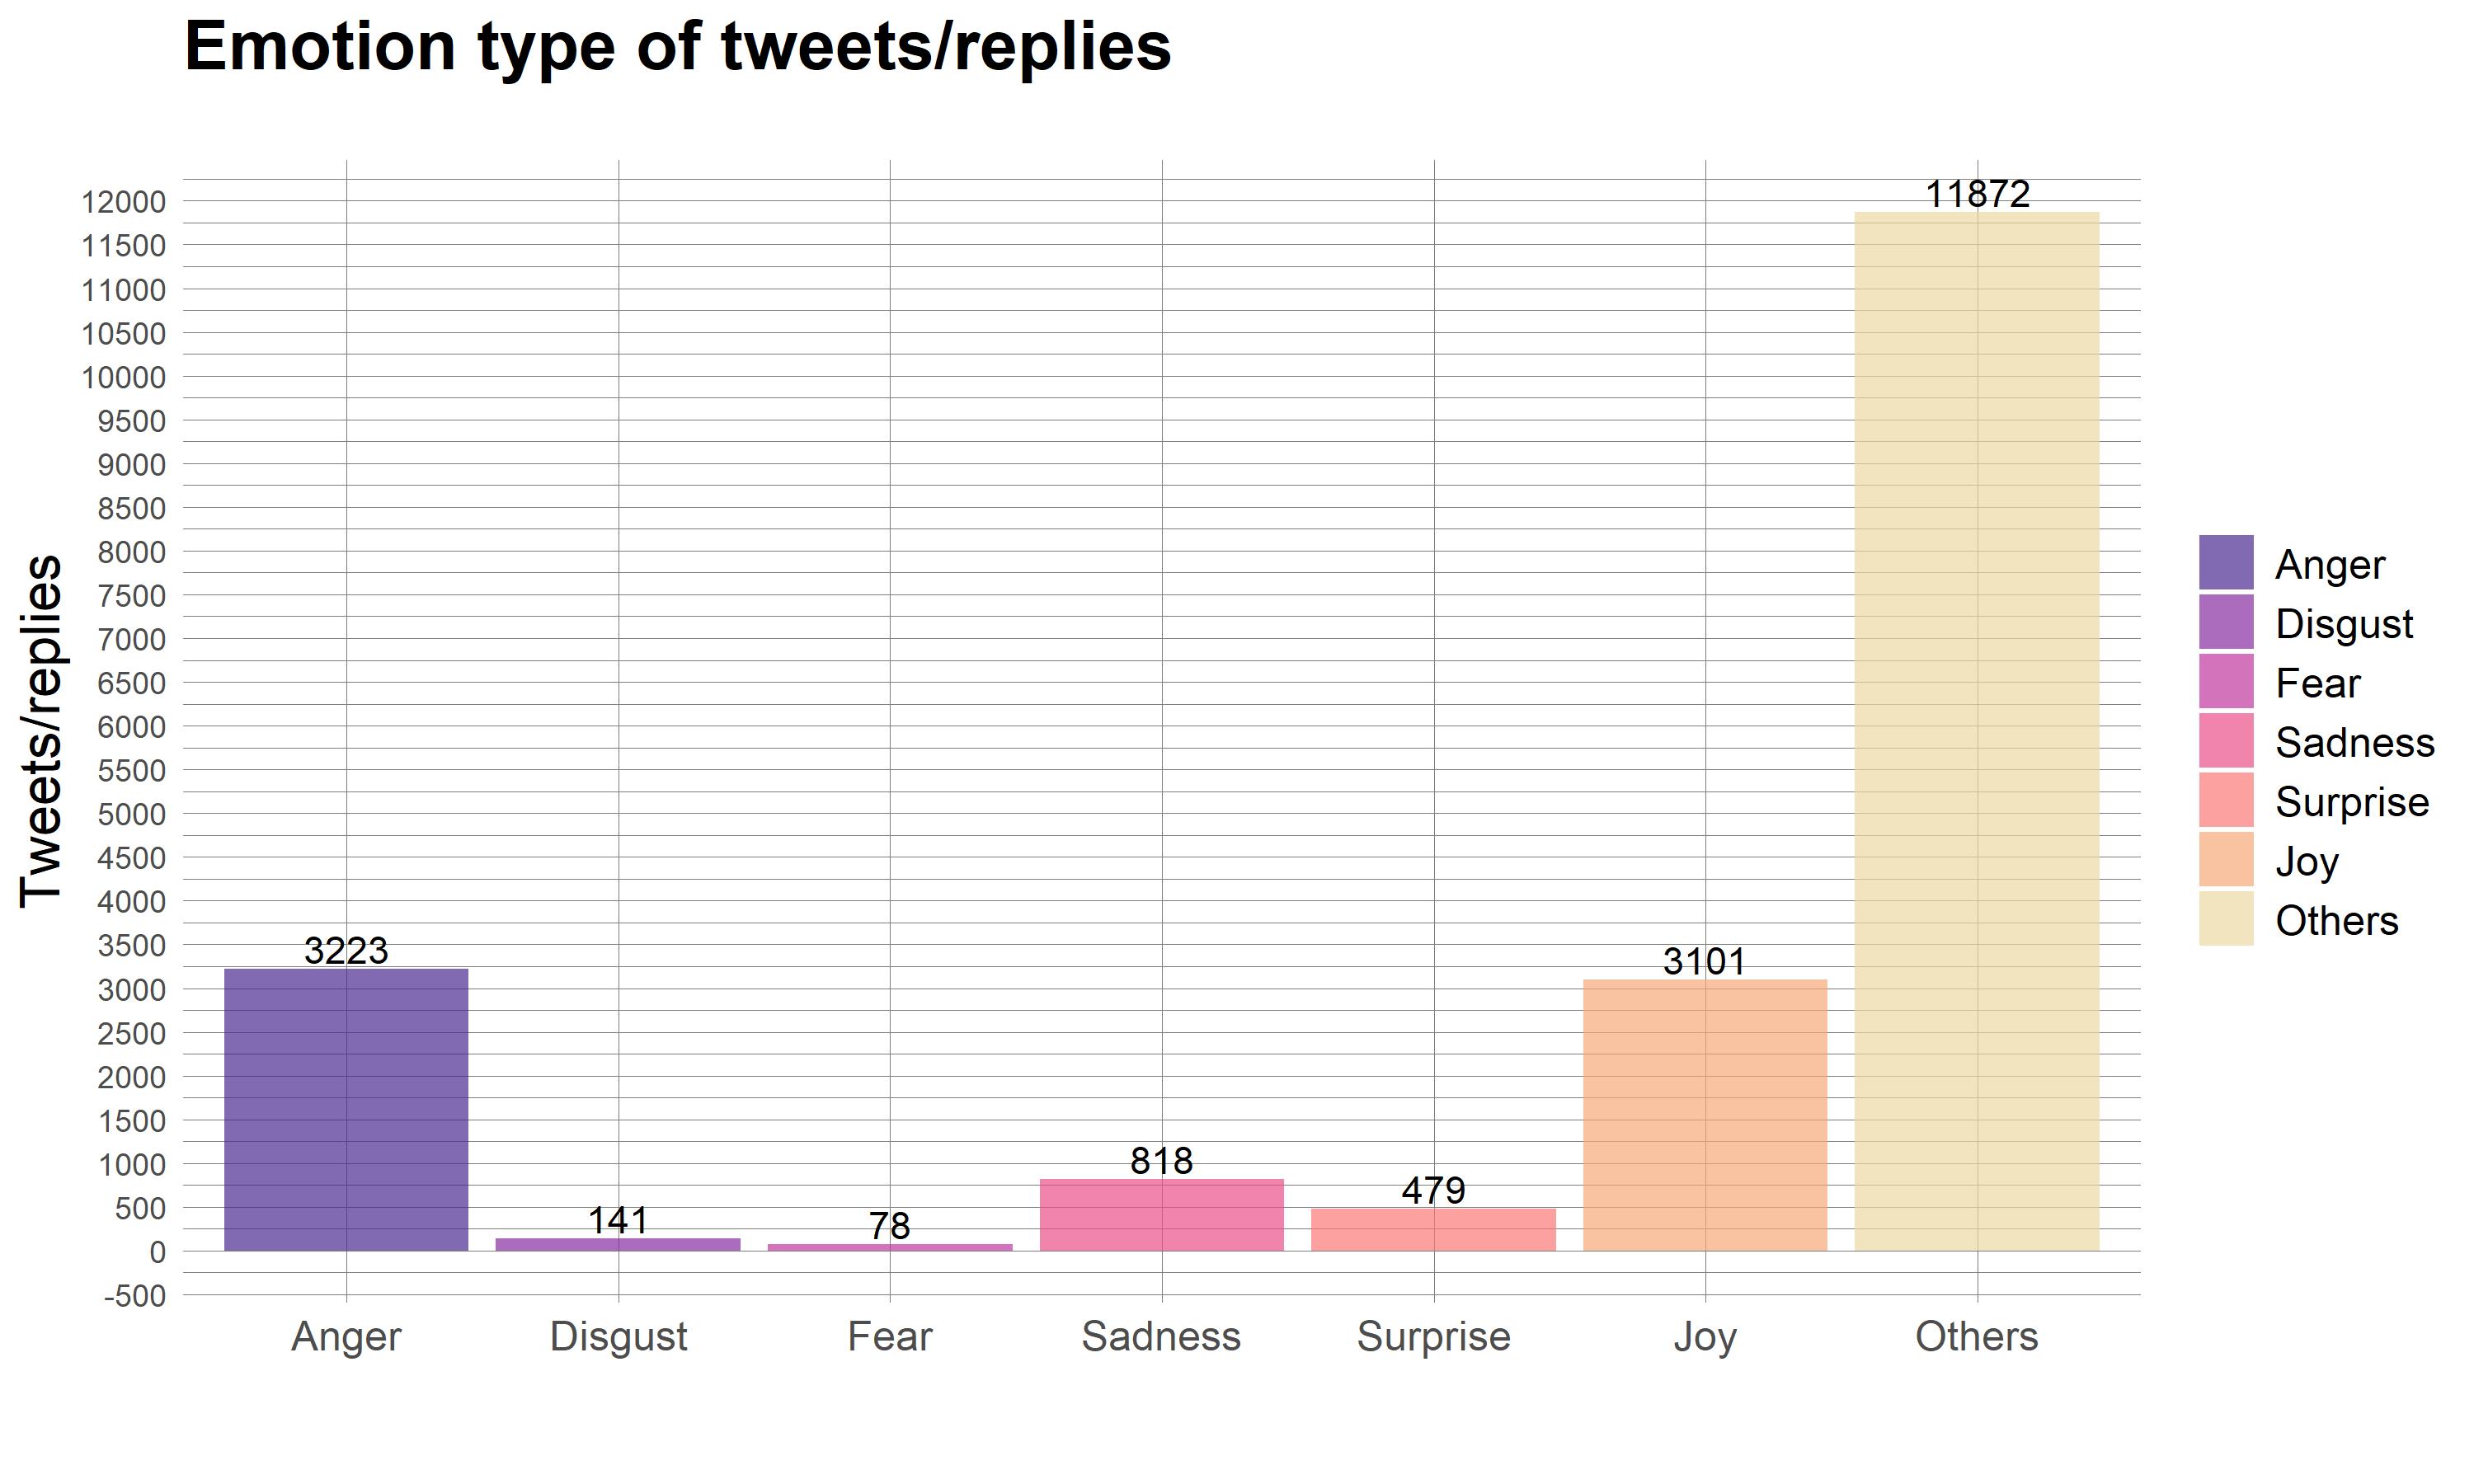 Emotion type of tweets/replies
Tweets/replies
12000
11500
11000
10500
10000
9500
9000
8500
8000
7500
7000
6500
6000
5500
5000
4500
4000
3500
3000
2500
2000
1500
1000
500
0
-500
3223
141
78
818
479
3101
11872
Anger
Disgust
Fear
Sadness
Surprise
Joy
Others
Anger
Disgust
Fear
Sadness
Surprise
Joy
Others